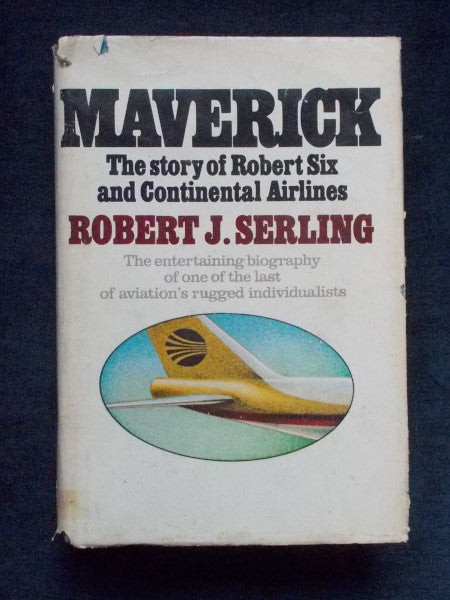 MAVERICK
The story of Robert Six
and Continental Airlines
ROBERT J. SERLING
The entertaining biography
of one of the last
of aviation's rugged individualists